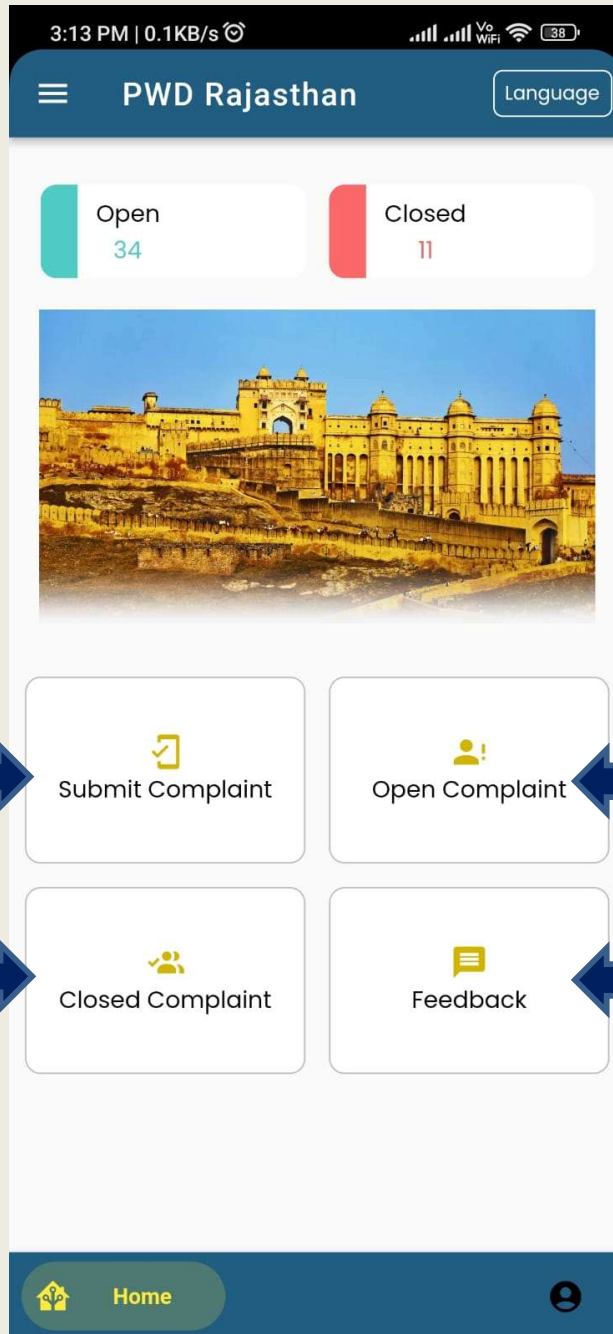 3:13 PM | 0.1KB/s Vo WiFi 38
PWD Rajasthan Language
Open Closed
34 11
Submit Complaint Open Complaint
Closed Complaint Feedback
Home